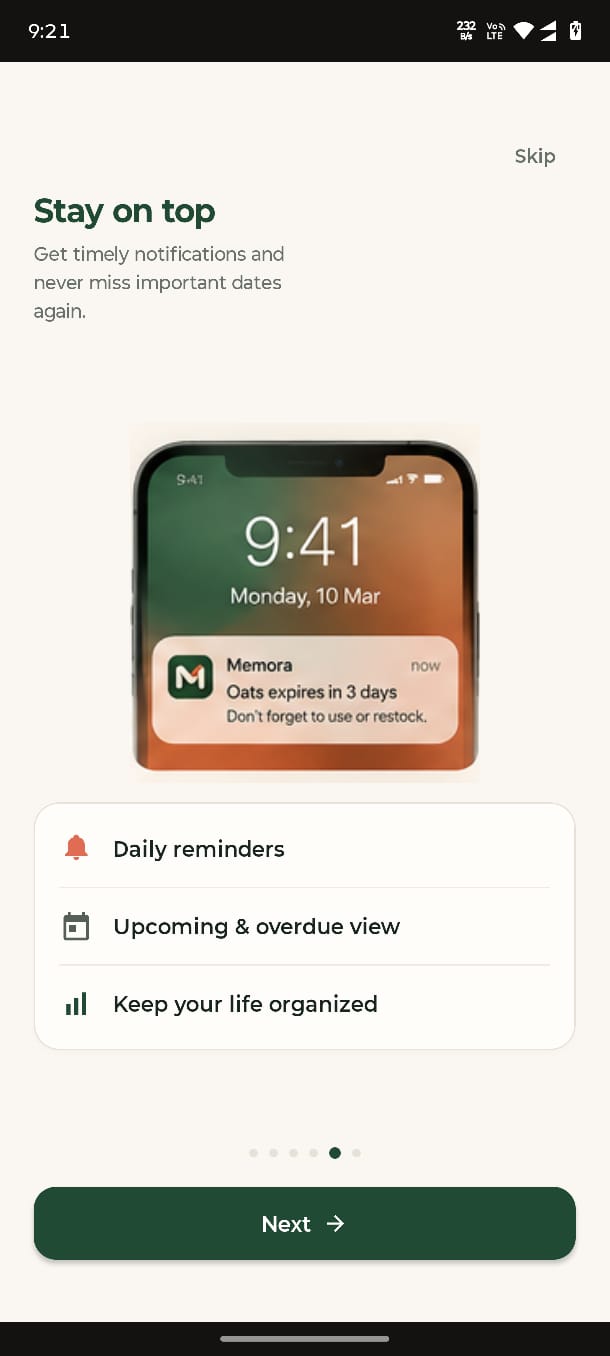 9:21
232
B/s
Vo
LTE
Skip
Stay on top
Get timely notifications and
never miss important dates
again.
9:41
9:41
Monday, 10 Mar
Memora
now
Oats expires in 3 days
Don't forget to use or restock.
Daily reminders
Upcoming & overdue view
Keep your life organized
Next →